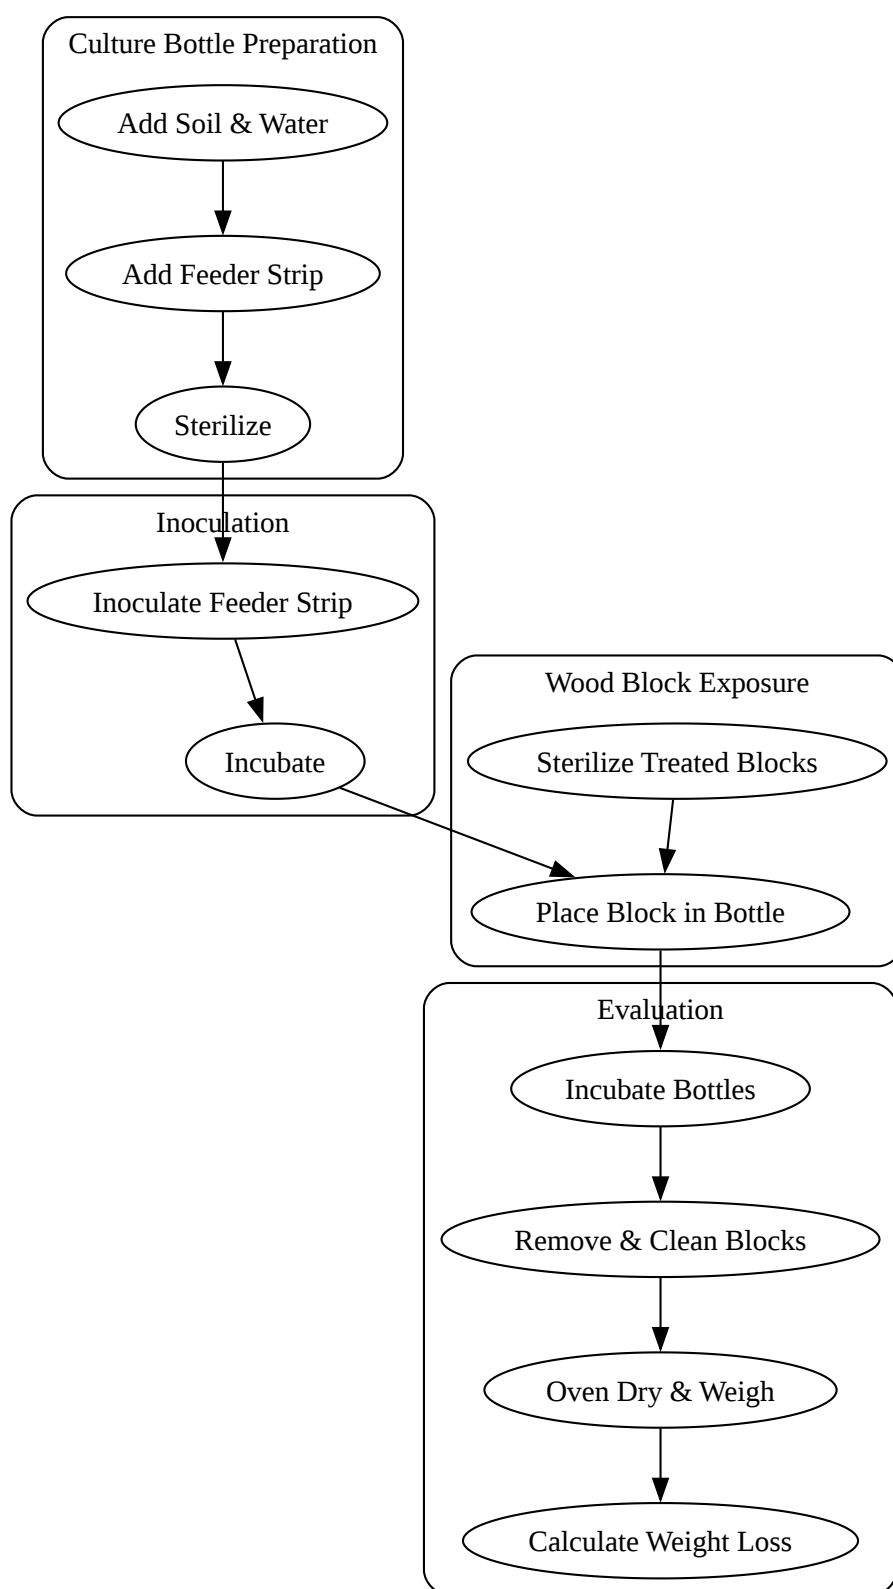 Culture Bottle Preparation
Add Soil & Water
Add Feeder Strip
Sterilize
Inoculation
Inoculate Feeder Strip
Incubate
Wood Block Exposure
Sterilize Treated Blocks
Place Block in Bottle
Evaluation
Incubate Bottles
Remove & Clean Blocks
Oven Dry & Weigh
Calculate Weight Loss